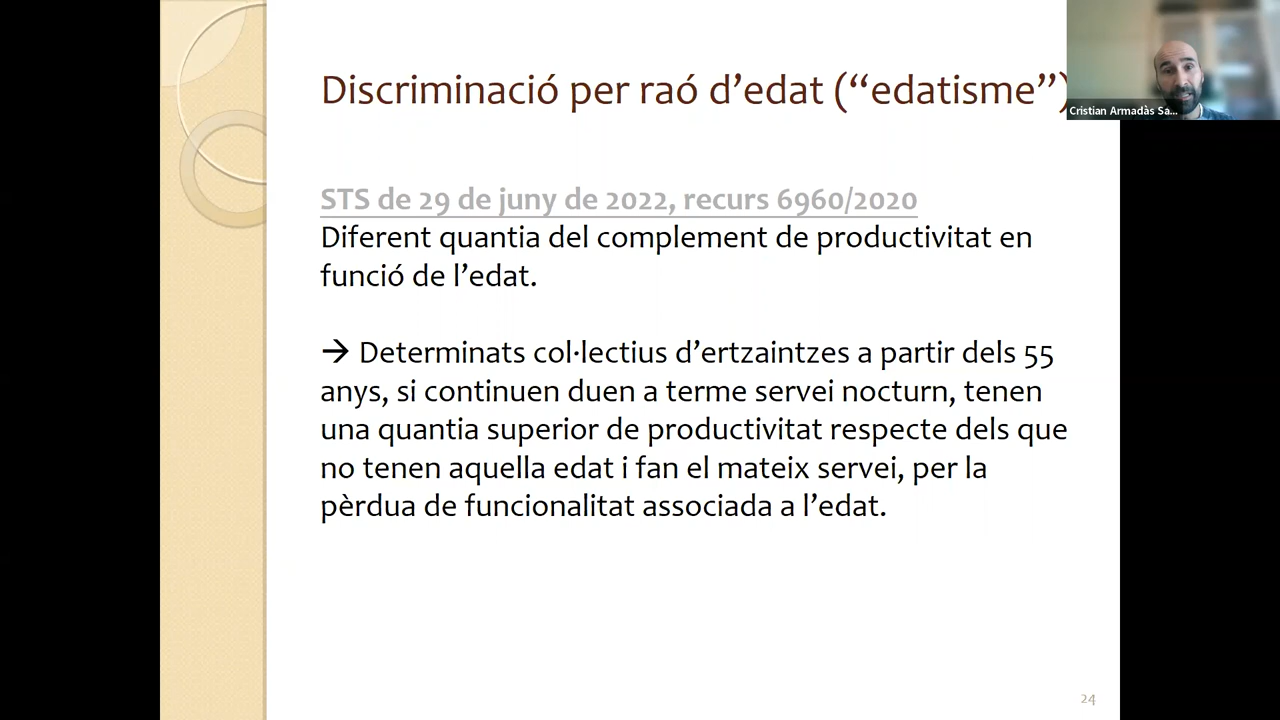 Discriminació per raó d’edat (“edatisme”)
Cristian Armadàs Sa...
STS de 29 de juny de 2022, recurs 6960/2020
Diferent quantia del complement de productivitat en
funció de l’edat.
→ Determinats col·lectius d’ertzaintzes a partir dels 55
anys, si continuen duen a terme servei nocturn, tenen
una quantia superior de productivitat respecte dels que
no tenen aquella edat i fan el mateix servei, per la
pèrdua de funcionalitat associada a l’edat.
24